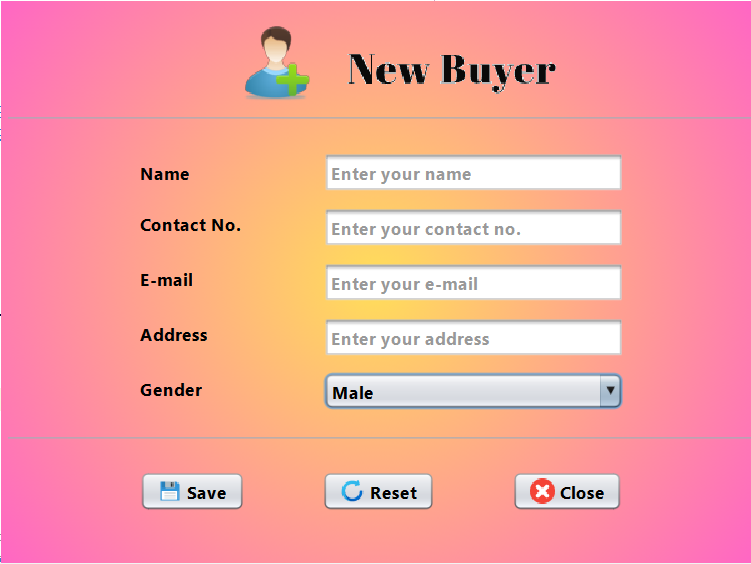 New Buyer
Name
Enter your name
Contact No.
Enter your contact no.
E-mail
Enter your e-mail
Address
Enter your address
Gender
Male
Save
Reset
Close